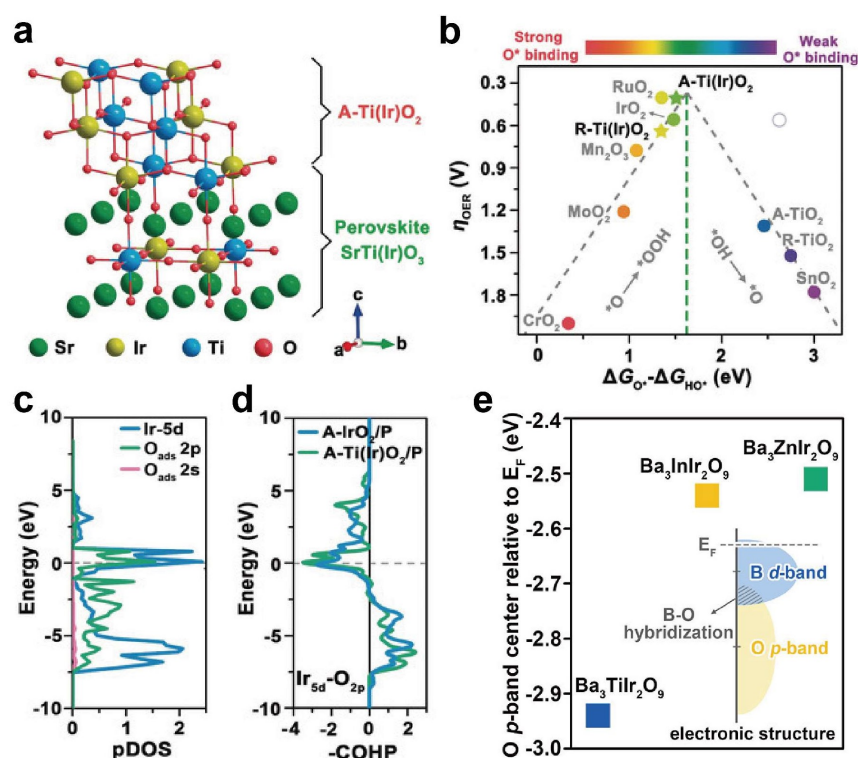 a
A-Ti(Ir)O₂
Perovskite
SrTi(Ir)O₃
Sr
Ir
Ti
O
c
a
b
b
Strong
O* binding
Weak
O* binding
A-Ti(Ir)O₂
RuO₂
IrO₂
R-Ti(Ir)O₂
Mn₂O₃
MoO₂
CrO₂
A-TiO₂
R-TiO₂
SnO₂
*O
*OOH
*OH
*O
0.3
0.6
0.9
1.2
1.5
1.8
ηOER (V)
0
1
2
3
ΔGO*-ΔGHO* (eV)
c
Ir-5d
Oads 2p
Oads 2s
10
5
0
-5
-10
Energy (eV)
0
1
2
pDOS
d
A-IrO₂/P
A-Ti(Ir)O₂/P
10
5
0
-5
-10
Energy (eV)
Ir5d-O2p
-4
-2
0
2
-COHP
e
-2.4
-2.5
-2.6
-2.7
-2.8
-2.9
-3.0
O p-band center relative to EF (eV)
Ba₃ZnIr₂O₉
Ba₃InIr₂O₉
Ba₃TiIr₂O₉
EF
B d-band
B-O
hybridization
O p-band
electronic structure